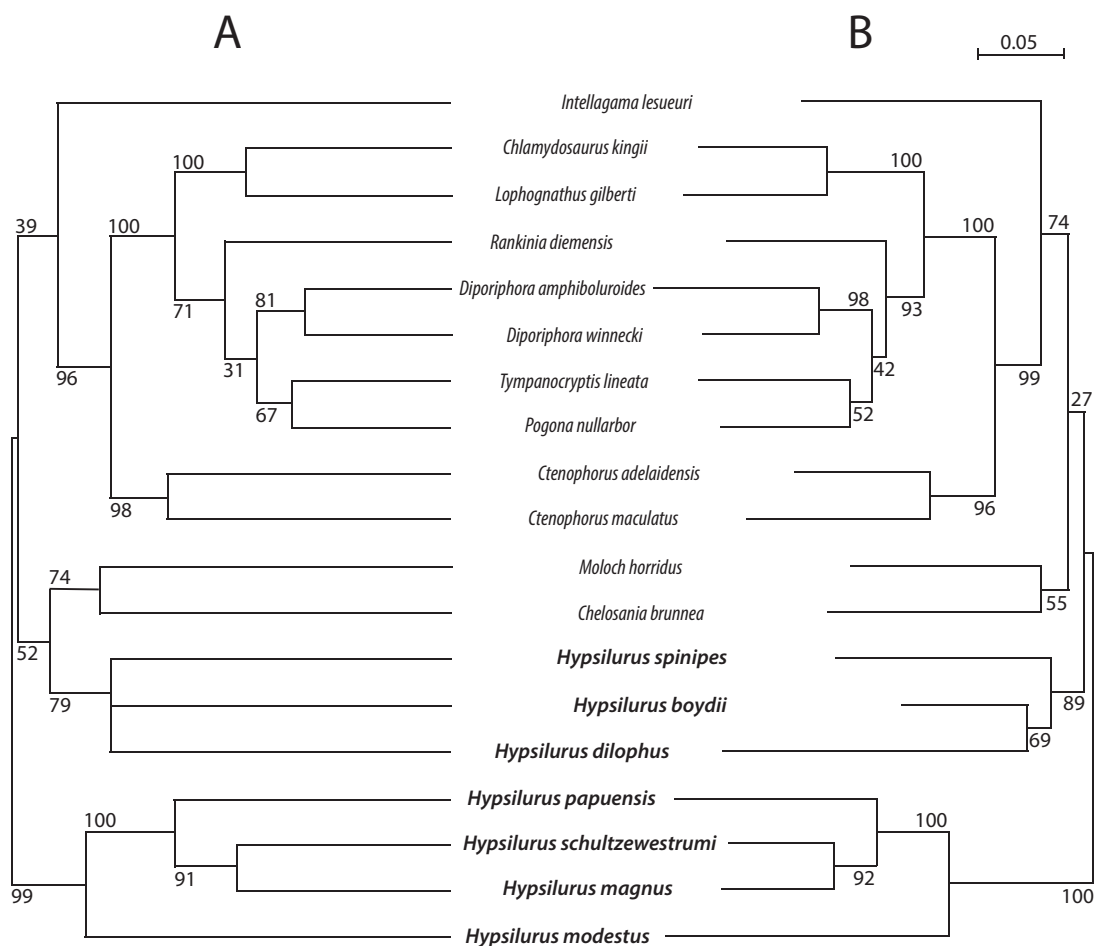 A B
0.05
Intellagama lesueuri
Chlamydosaurus kingii
100 100
Lophognathus gilberti
39 100 100 74
Rankinia diemensis
Diporiphora amphiboluroides
81 98
71 93
Diporiphora winnecki
31 42
96 99
Tympanocryptis lineata
27
67 52
Pogona nullarbor
Ctenophorus adelaidensis
98 96
Ctenophorus maculatus
Moloch horridus
74 55
Chelosania brunnea
52
Hypsilurus spinipes
79 89
Hypsilurus boydii
69
Hypsilurus dilophus
Hypsilurus papuensis
100 100
Hypsilurus schultzewestrumi
91 92
Hypsilurus magnus
99 100
Hypsilurus modestus